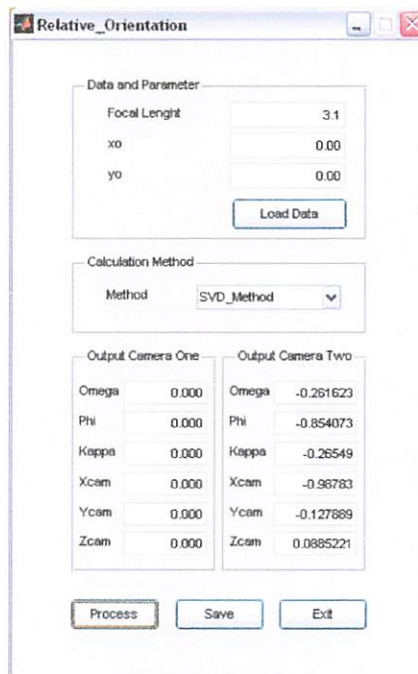 Relative_Orientation
Data and Parameter
Focal Lenght 3.1
xo 0.00
yo 0.00
Load Data
Calculation Method
Method SVD_Method
Output Camera One
Omega 0.000
Phi 0.000
Kappa 0.000
Xcam 0.000
Ycam 0.000
Zcam 0.000
Output Camera Two
Omega -0.261623
Phi -0.854073
Kappa -0.26549
Xcam -0.98783
Ycam -0.127889
Zcam 0.0885221
Process Save Exit